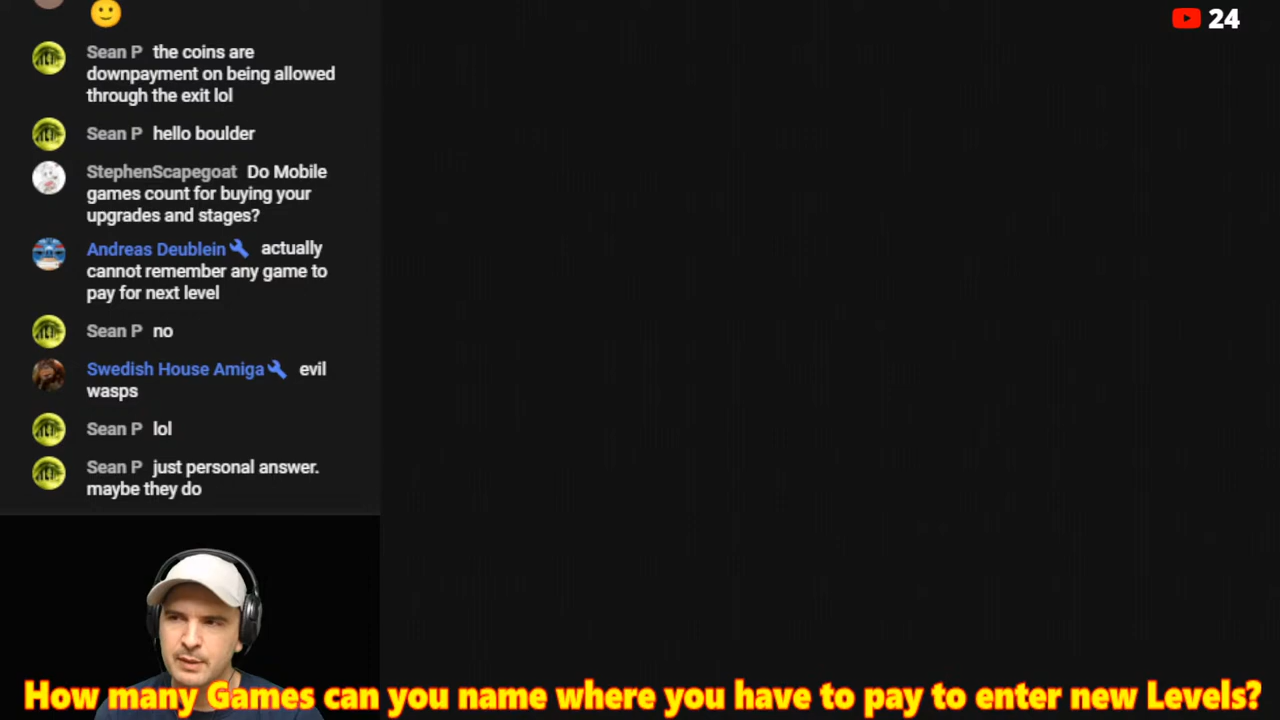 24
🙂
Sean P the coins are
downpayment on being allowed
through the exit lol
Sean P hello boulder
StephenScapegoat Do Mobile
games count for buying your
upgrades and stages?
Andreas Deublein actually
cannot remember any game to
pay for next level
Sean P no
Swedish House Amiga evil
wasps
Sean P lol
Sean P just personal answer.
maybe they do
How many Games can you name where you have to pay to enter new Levels?